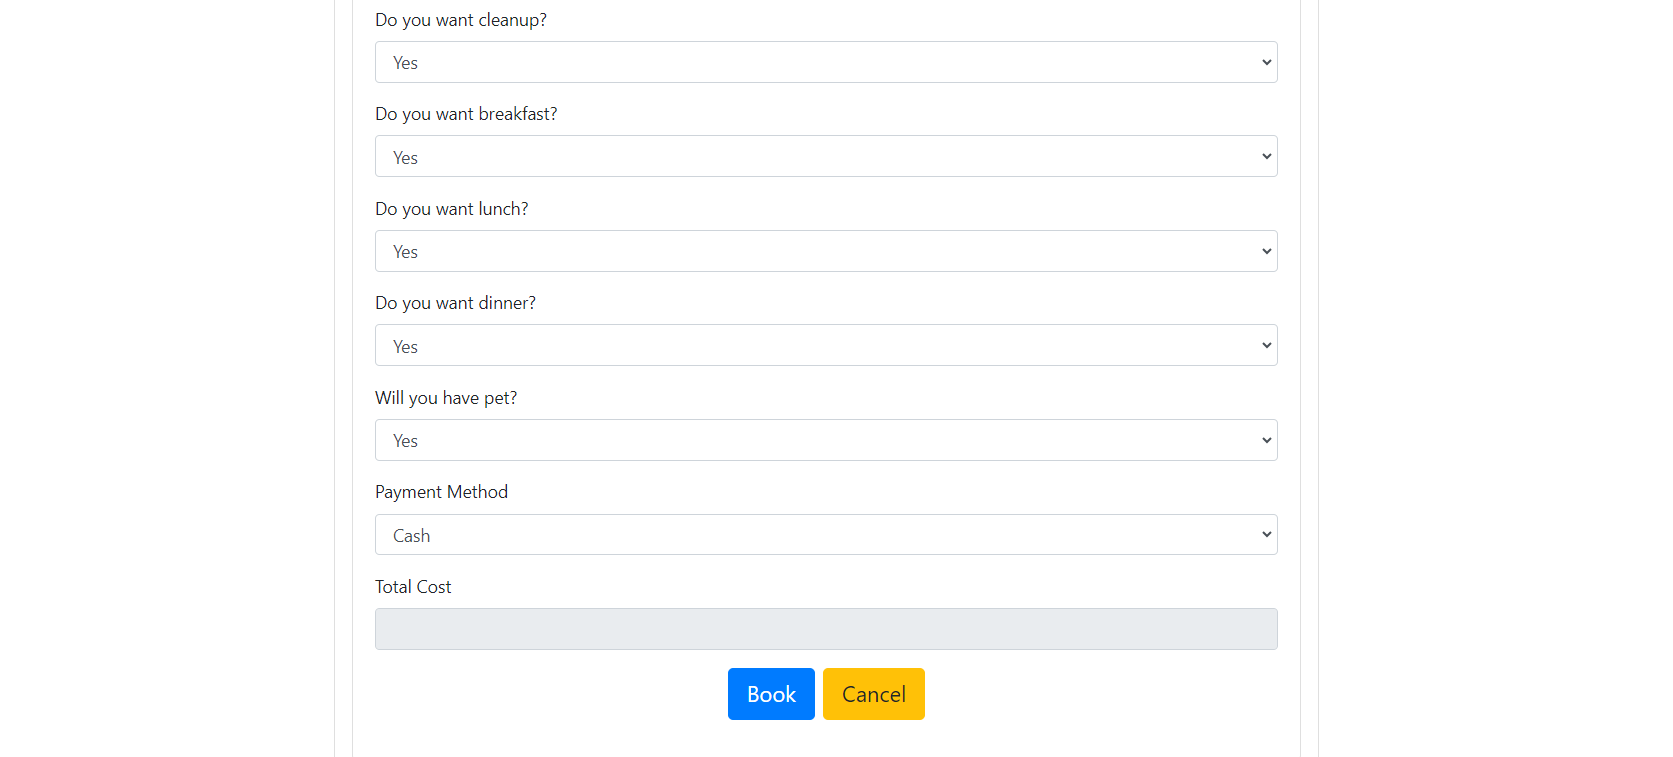 Do you want cleanup?
Yes
Do you want breakfast?
Yes
Do you want lunch?
Yes
Do you want dinner?
Yes
Will you have pet?
Yes
Payment Method
Cash
Total Cost
Book Cancel